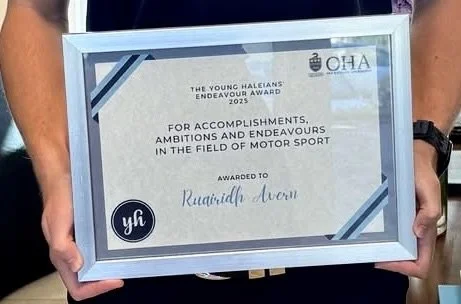 OHA
THE YOUNG HALEIANS'
ENDEAVOUR AWARD
2025
FOR ACCOMPLISHMENTS,
AMBITIONS AND ENDEAVOURS
IN THE FIELD OF MOTOR SPORT
AWARDED TO
Ruairidh Avern
yh